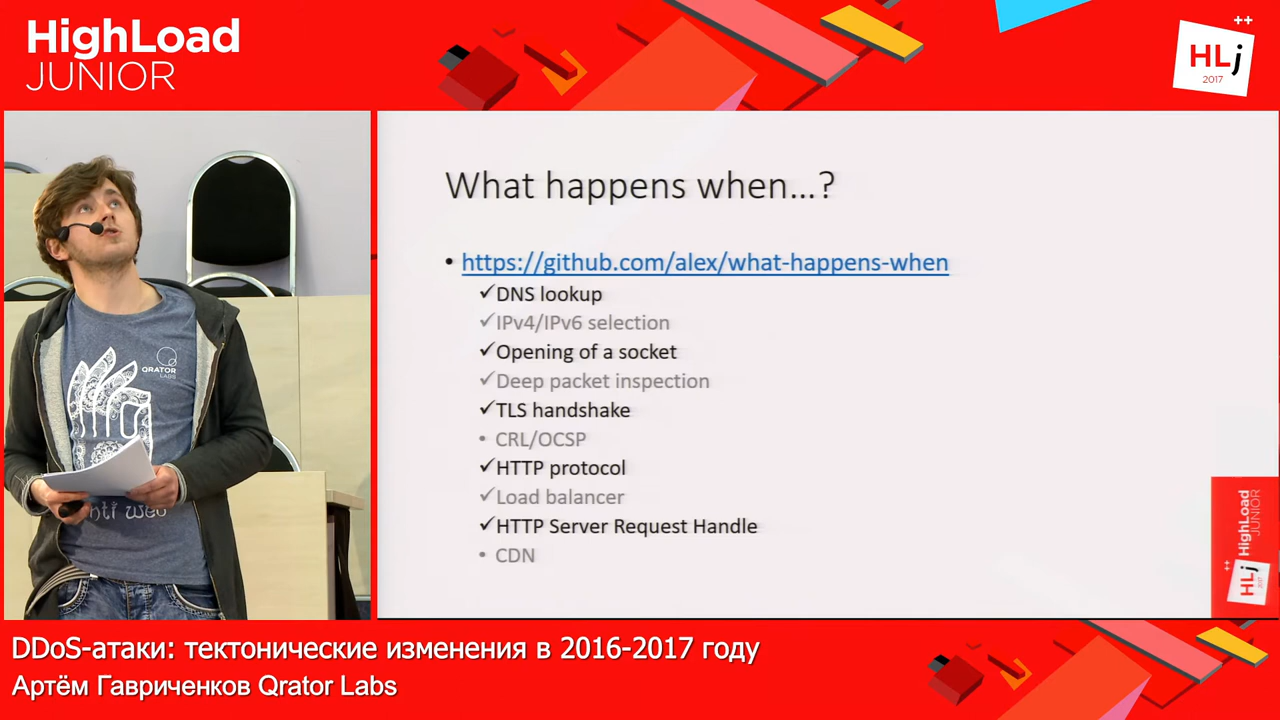 HighLoad
JUNIOR
++
HLj
2017
QRATOR
LABS
What happens when...?
• https://github.com/alex/what-happens-when
✓DNS lookup
✓IPv4/IPv6 selection
✓Opening of a socket
✓Deep packet inspection
✓TLS handshake
• CRL/OCSP
✓HTTP protocol
✓Load balancer
✓HTTP Server Request Handle
• CDN
HighLoad
JUNIOR
++
HLj
DDoS-атаки: тектонические изменения в 2016-2017 году
Артём Гавриченков Qrator Labs